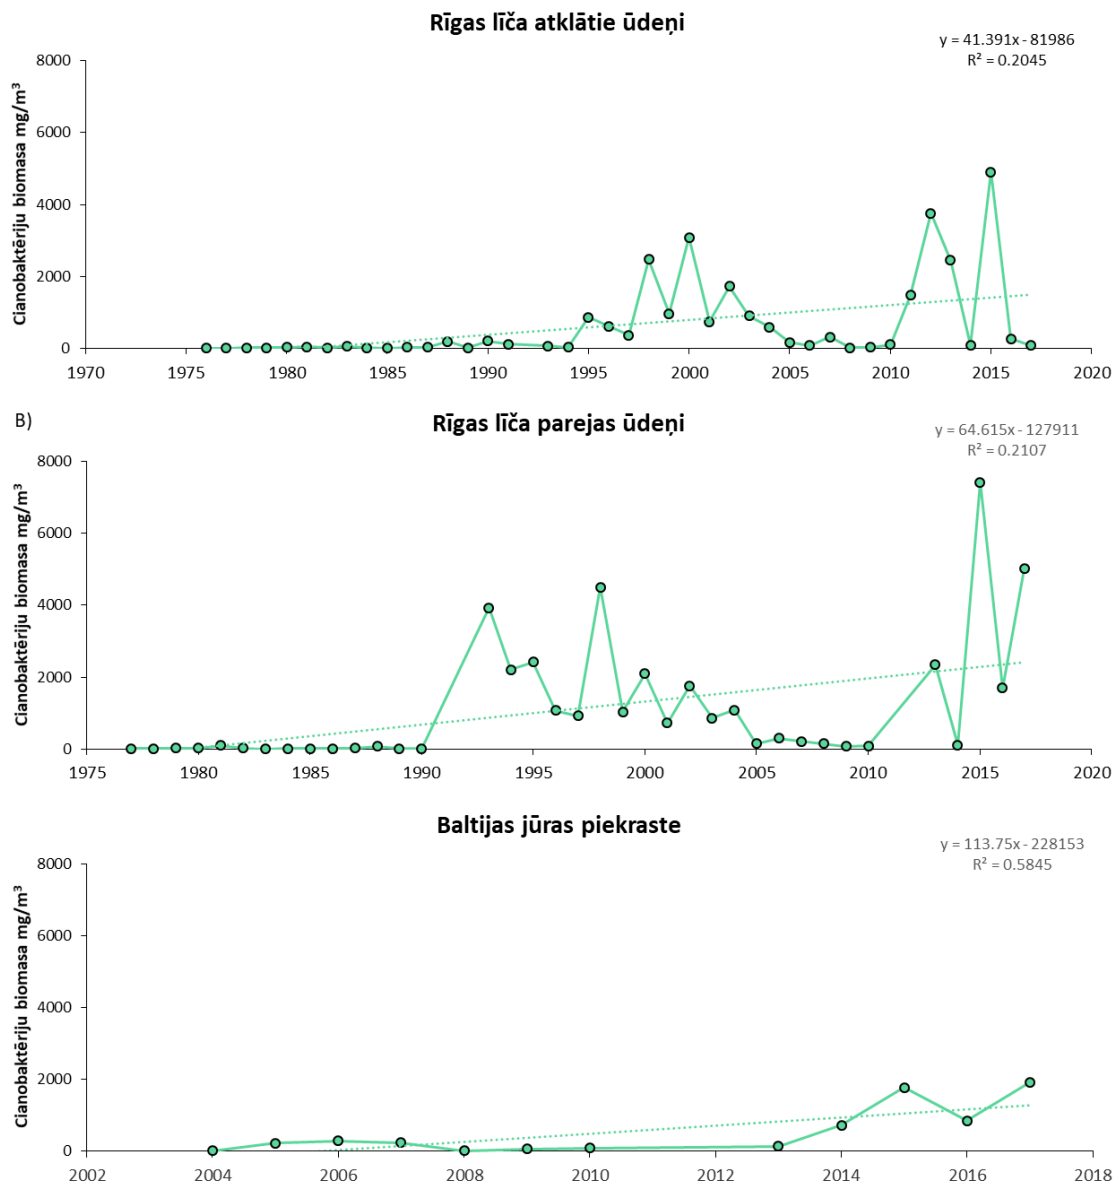 Rīgas līča atklātie ūdeņi
y = 41.391x - 81986
R² = 0.2045
Cianobaktēriju biomasa mg/m³
8000
6000
4000
2000
0
1970 1975 1980 1985 1990 1995 2000 2005 2010 2015 2020
B)
Rīgas līča parejas ūdeņi
y = 64.615x - 127911
R² = 0.2107
Cianobaktēriju biomasa mg/m³
8000
6000
4000
2000
0
1975 1980 1985 1990 1995 2000 2005 2010 2015 2020
Baltijas jūras piekraste
y = 113.75x - 228153
R² = 0.5845
Cianobaktēriju biomasa mg/m³
8000
6000
4000
2000
0
2002 2004 2006 2008 2010 2012 2014 2016 2018